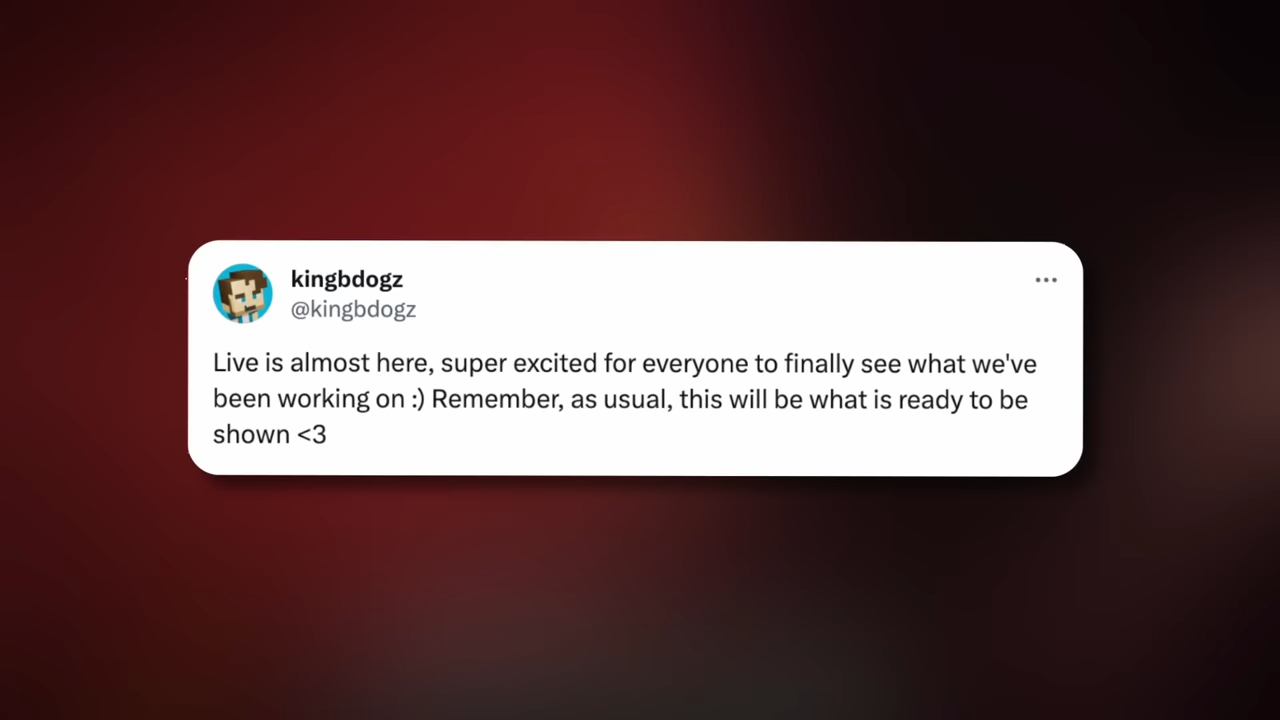 kingbdogz
@kingbdogz
Live is almost here, super excited for everyone to finally see what we've
been working on :) Remember, as usual, this will be what is ready to be
shown <3